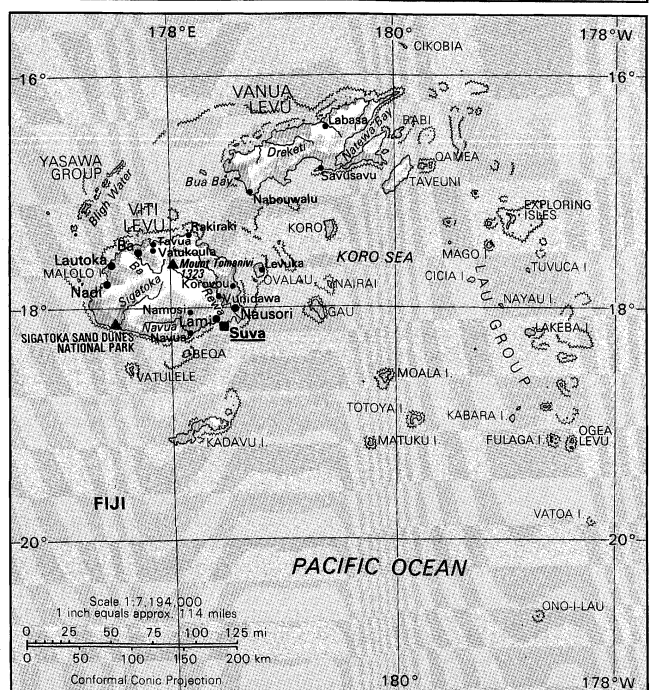 178°E
180°
178°W
CIKOBIA
16°
16°
VANUA
LEVU
Labasa
RABI
Natewa Bay
Dreketi
QAMEA
YASAWA
GROUP
Bligh Water
Bua Bay
Savusavu
TAVEUNI
Nabouwalu
VITI
LEVU
EXPLORING
ISLES
Rakiraki
KORO
Ba
Tavua
Vatukoula
KORO SEA
MAGO I.
Lautoka
Mount Tomanivi
1323
Levuka
MALOLO
Ba
OVALAU
CICIA I.
TUVUCA I.
Nadi
Sigatoka
Korovou
NAIRAI
LAU GROUP
Rewa
Vunidawa
NAYAU I.
18°
18°
Namosi
Nausori
GAU
Lami
Suva
LAKEBA I.
Navua
SIGATOKA SAND DUNES
NATIONAL PARK
Navua
BEQA
VATULELE
MOALA I.
TOTOYA I.
KABARA I.
OGEA
LEVU
KADAVU I.
MATUKU I.
FULAGA I.
FIJI
VATOA I.
20°
20°
PACIFIC OCEAN
Scale 1:7,194,000
1 inch equals approx. 114 miles
ONO-I-LAU
0 25 50 75 100 125 mi
0 50 100 150 200 km
Conformal Conic Projection
180°
178°W